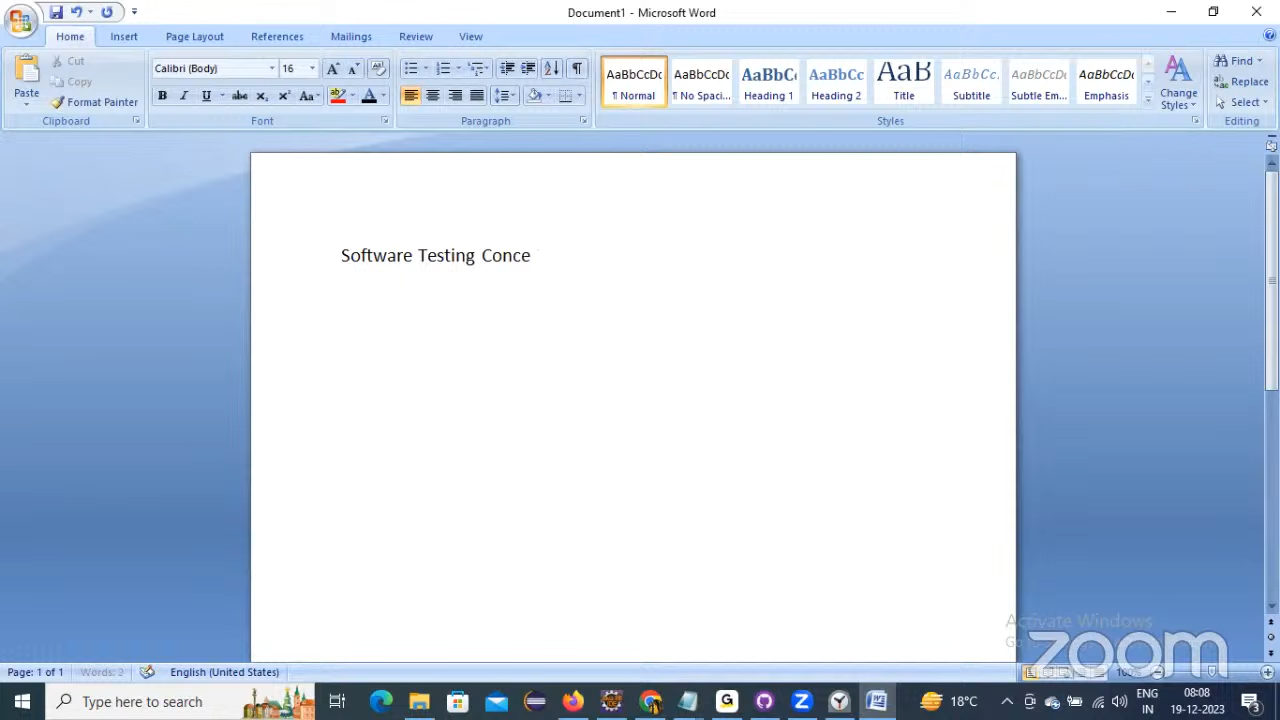 Document1 - Microsoft Word
Home Insert Page Layout References Mailings Review View
Paste Cut Copy Format Painter Clipboard
Calibri (Body) 16 Font
Paragraph
AaBbCcDc AaBbCcDc AaBbC AaBbCc AaB AaBbCc. AaBbCcDc AaBbCcDc
¶ Normal ¶ No Spaci... Heading 1 Heading 2 Title Subtitle Subtle Em... Emphasis
Styles
Change Styles
Find Replace Select Editing
Software Testing Conce
Activate Windows
zoom
Page: 1 of 1 Words: 2 English (United States)
Type here to search
18°C ENG IN 08:08 19-12-2023 3